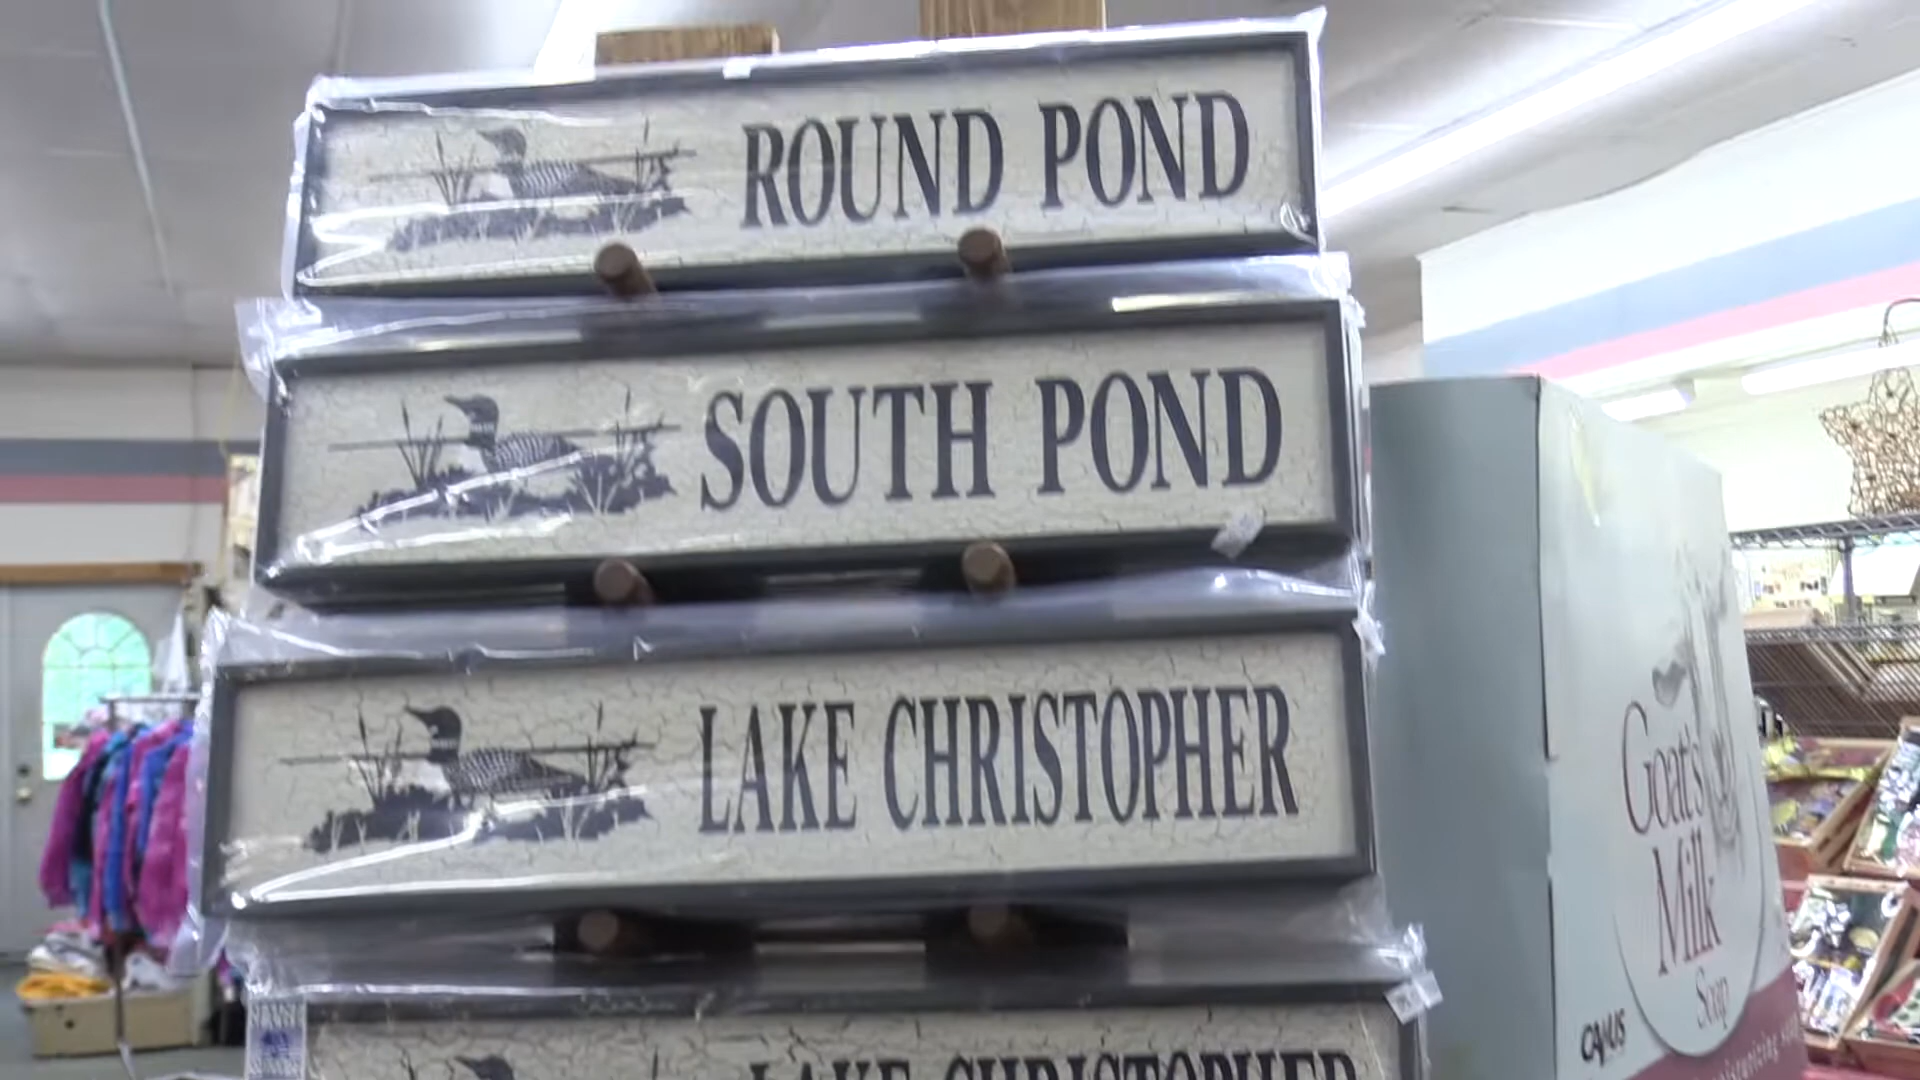 ROUND POND
SOUTH POND
LAKE CHRISTOPHER
LAKE CHRISTOPHER
Goat's
Milk
Soap
CANUS